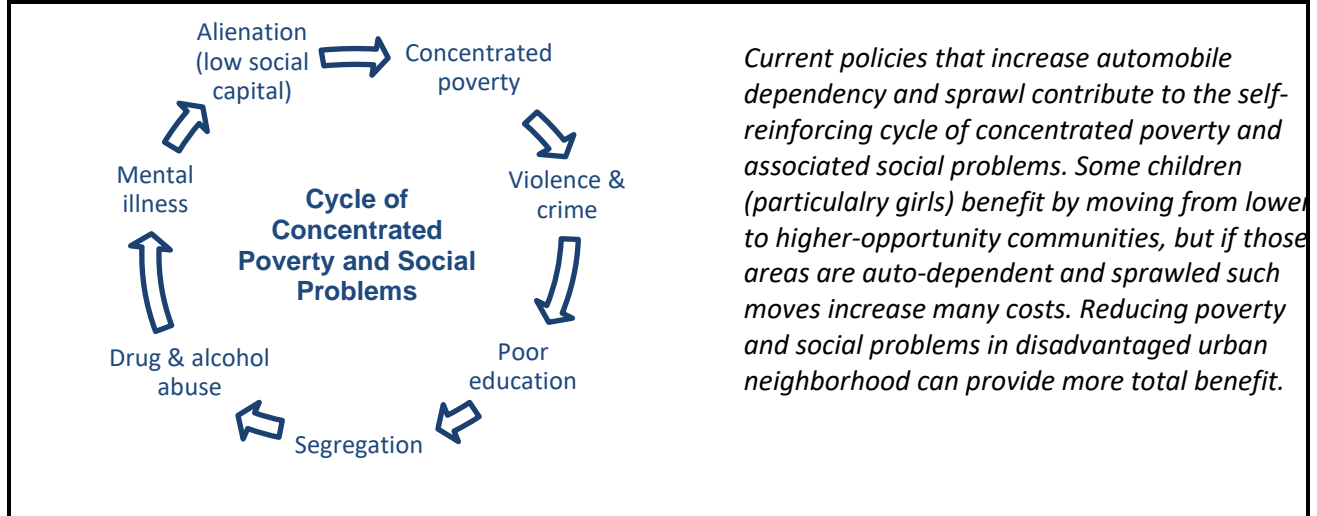 Alienation
(low social
capital)
Concentrated
poverty
Violence &
crime
Poor
education
Segregation
Drug & alcohol
abuse
Mental
illness
Cycle of
Concentrated
Poverty and Social
Problems
Current policies that increase automobile
dependency and sprawl contribute to the self-
reinforcing cycle of concentrated poverty and
associated social problems. Some children
(particulalry girls) benefit by moving from lower
to higher-opportunity communities, but if those
areas are auto-dependent and sprawled such
moves increase many costs. Reducing poverty
and social problems in disadvantaged urban
neighborhood can provide more total benefit.